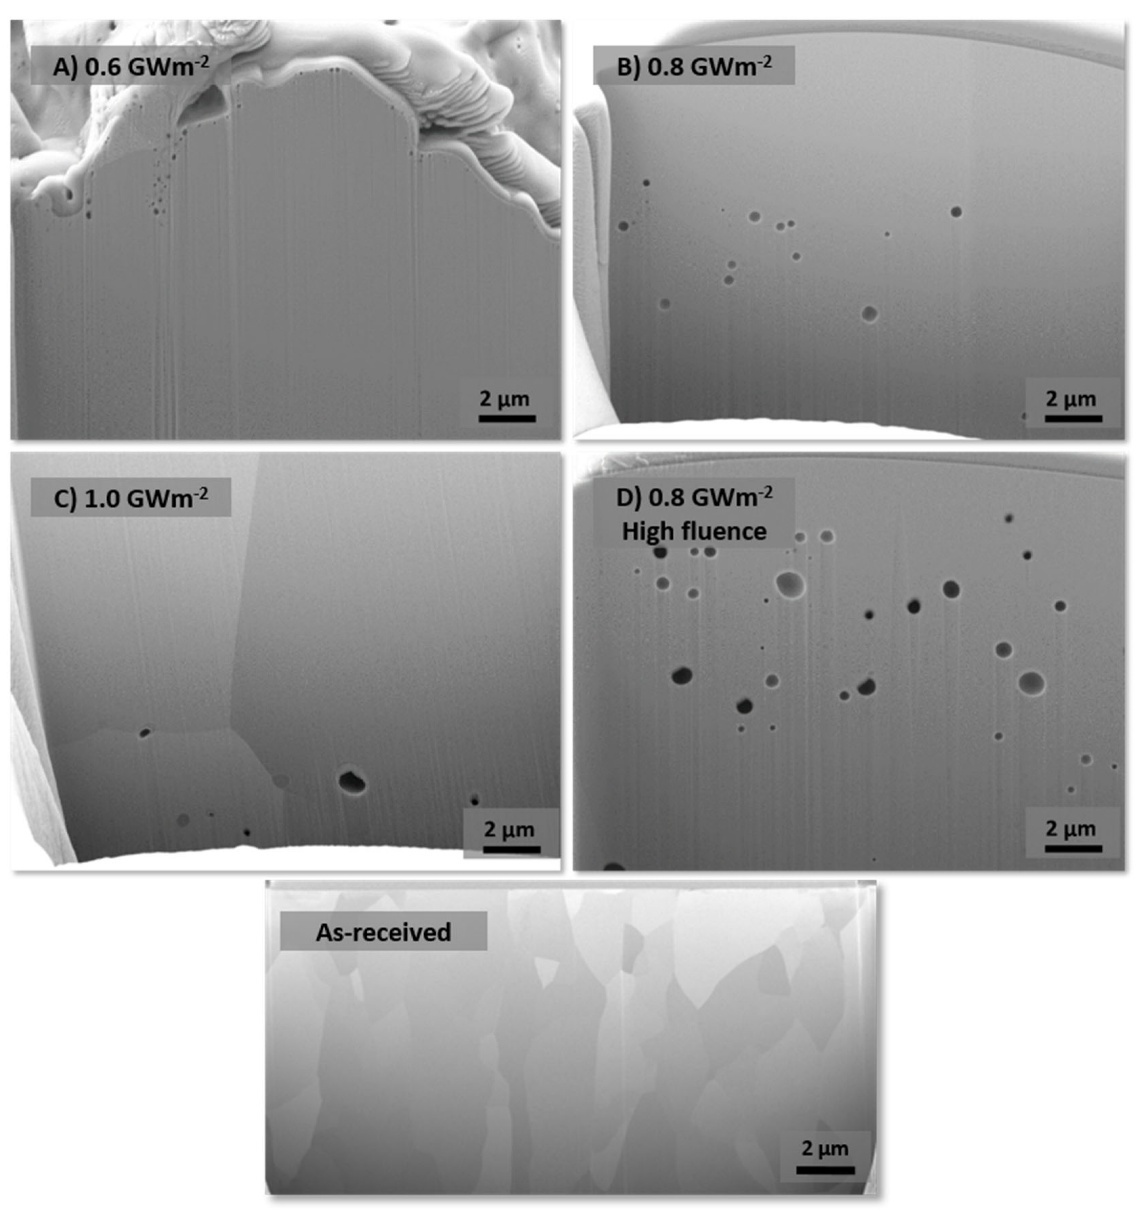 A) 0.6 GWm-2
B) 0.8 GWm-2
2 μm
2 μm
C) 1.0 GWm-2
D) 0.8 GWm-2
High fluence
2 μm
2 μm
As-received
2 μm